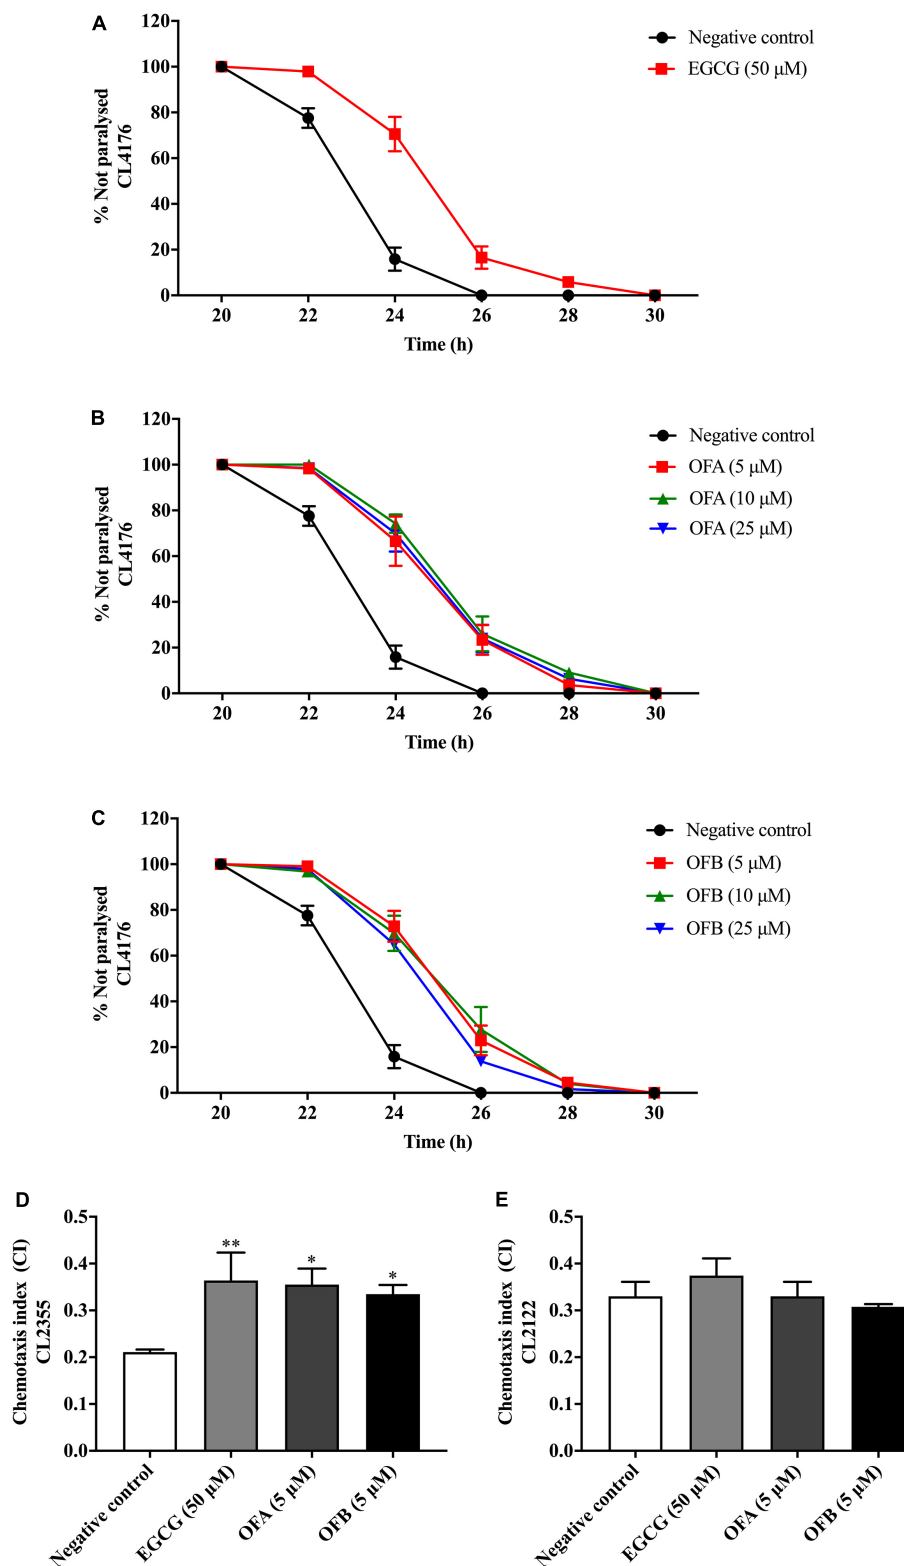 A
120
100
80
60
40
20
0
% Not paralysed
CL4176
20 22 24 26 28 30
Time (h)
Negative control
EGCG (50 μM)
B
120
100
80
60
40
20
0
% Not paralysed
CL4176
20 22 24 26 28 30
Time (h)
Negative control
OFA (5 μM)
OFA (10 μM)
OFA (25 μM)
C
120
100
80
60
40
20
0
% Not paralysed
CL4176
20 22 24 26 28 30
Time (h)
Negative control
OFB (5 μM)
OFB (10 μM)
OFB (25 μM)
D
0.5
0.4
0.3
0.2
0.1
0.0
Chemotaxis index (CI)
CL2355
** * *
Negative control
EGCG (50 μM)
OFA (5 μM)
OFB (5 μM)
E
0.5
0.4
0.3
0.2
0.1
0.0
Chemotaxis index (CI)
CL2122
Negative control
EGCG (50 μM)
OFA (5 μM)
OFB (5 μM)